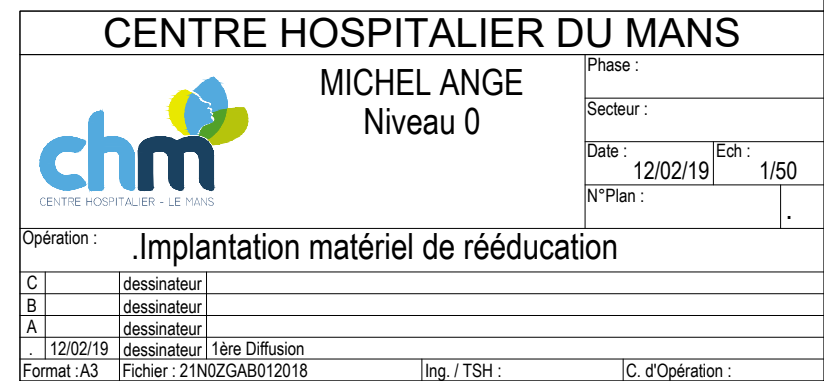 CENTRE HOSPITALIER DU MANS
chm
CENTRE HOSPITALIER - LE MANS
MICHEL ANGE
Niveau 0
Phase :
Secteur :
Date :
12/02/19
Ech :
1/50
N°Plan :
.
Opération :
.Implantation matériel de rééducation
C dessinateur
B dessinateur
A dessinateur
. 12/02/19 dessinateur 1ère Diffusion
Format :A3 Fichier : 21N0ZGAB012018 Ing. / TSH : C. d'Opération :